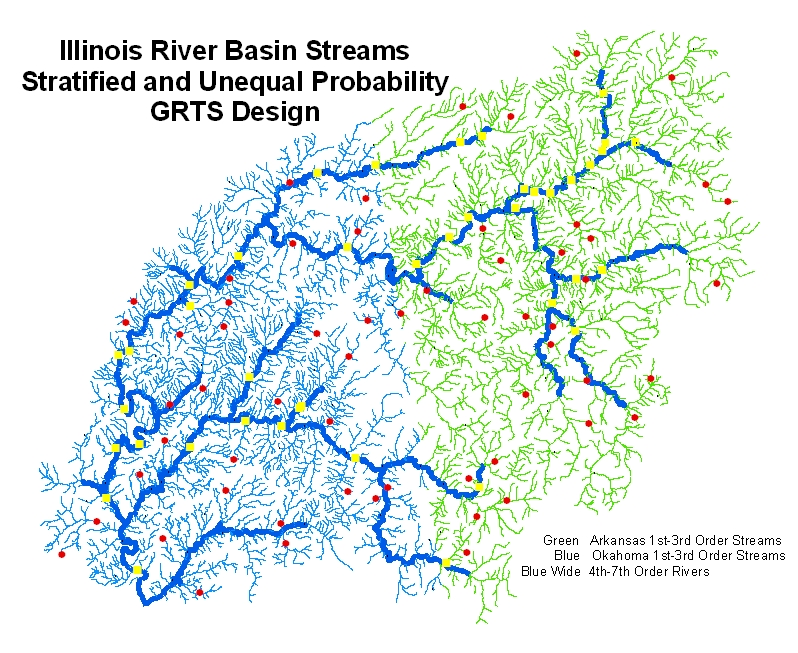 Illinois River Basin Streams
Stratified and Unequal Probability
GRTS Design
Green Arkansas 1st-3rd Order Streams
Blue Okahoma 1st-3rd Order Streams
Blue Wide 4th-7th Order Rivers